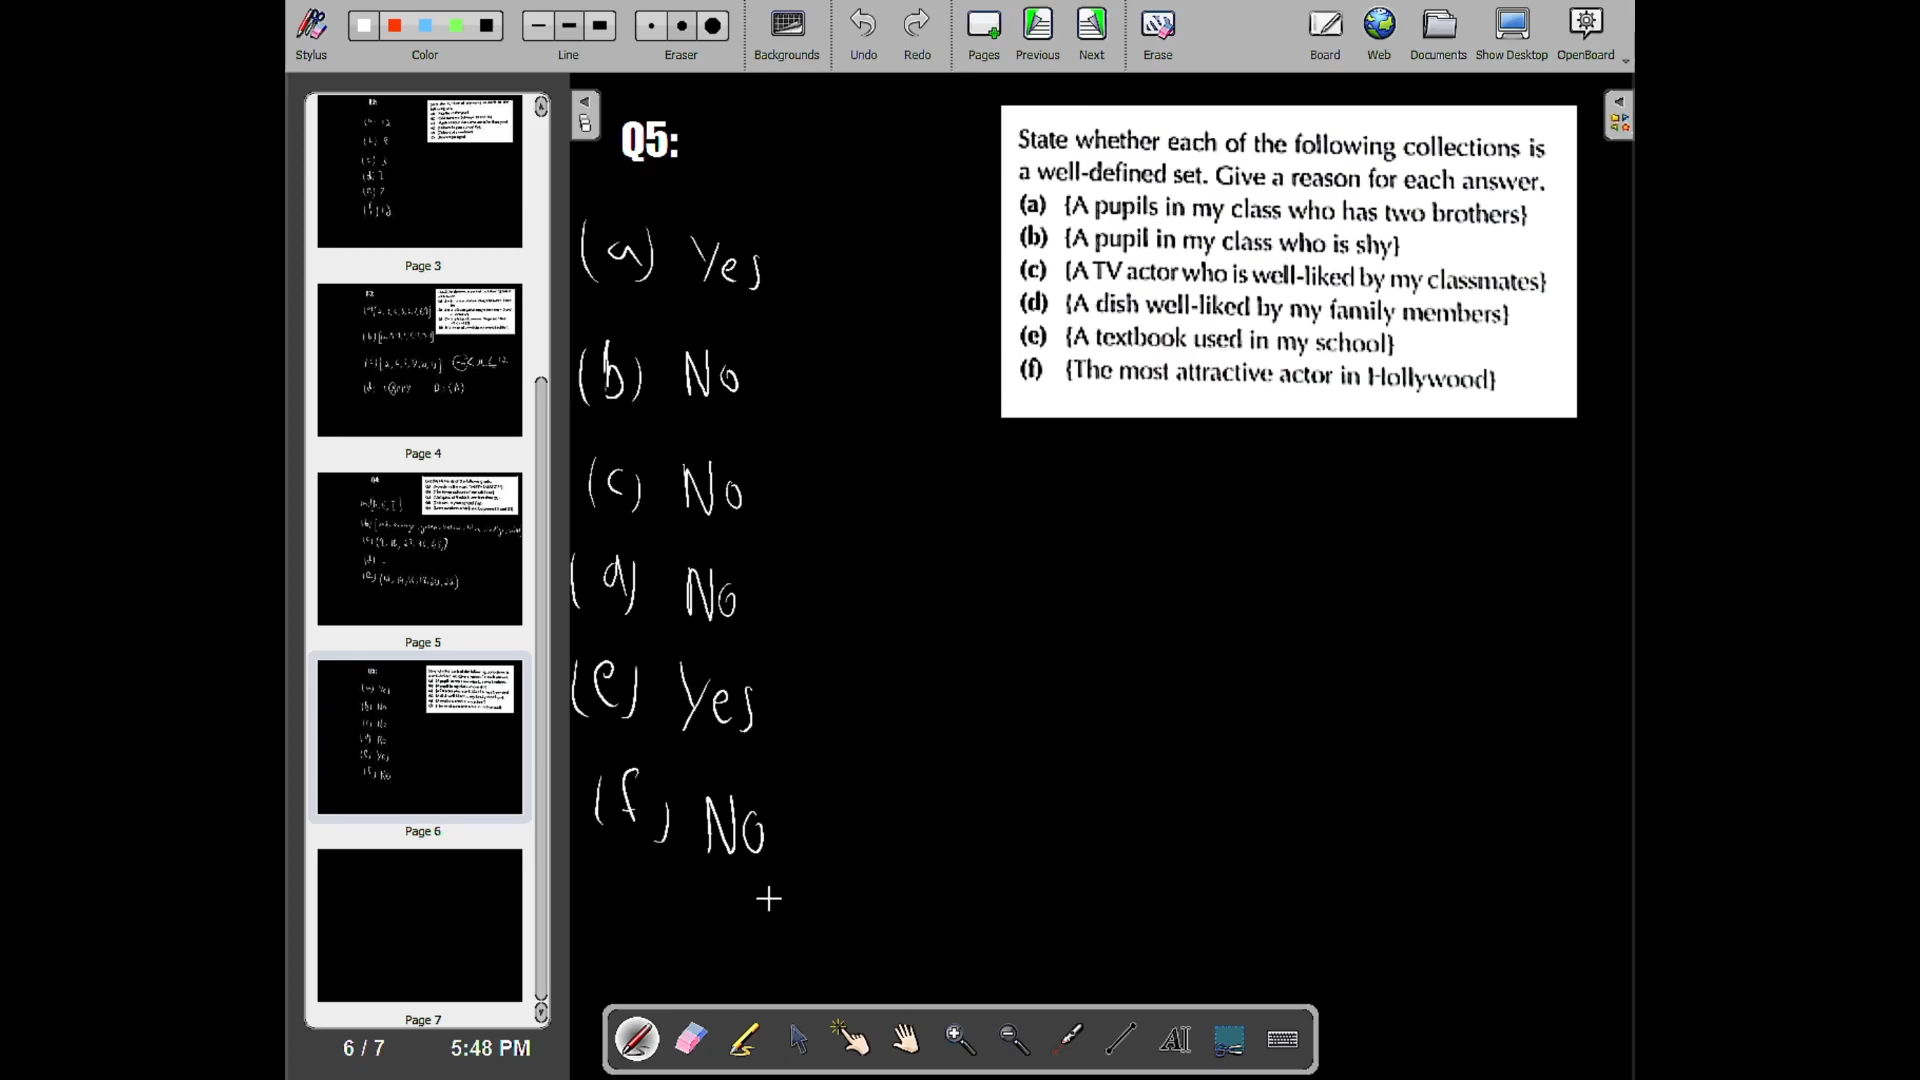 Stylus
Color
Line
Eraser
Backgrounds
Undo
Redo
Pages
Previous
Next
Erase
Board
Web
Documents
Show Desktop
OpenBoard
Page 3
Page 4
Page 5
Page 6
Page 7
6 / 7
5:48 PM
Q5:
(a) Yes
(b) No
(c) No
(d) No
(e) Yes
(f) No
State whether each of the following collections is
a well-defined set. Give a reason for each answer.
(a) {A pupils in my class who has two brothers}
(b) {A pupil in my class who is shy}
(c) {A TV actor who is well-liked by my classmates}
(d) {A dish well-liked by my family members}
(e) {A textbook used in my school}
(f) {The most attractive actor in Hollywood}